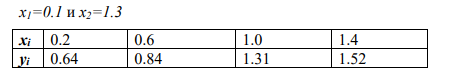 x1=0.1 и x2=1.3
xi 0.2 0.6 1.0 1.4
yi 0.64 0.84 1.31 1.52